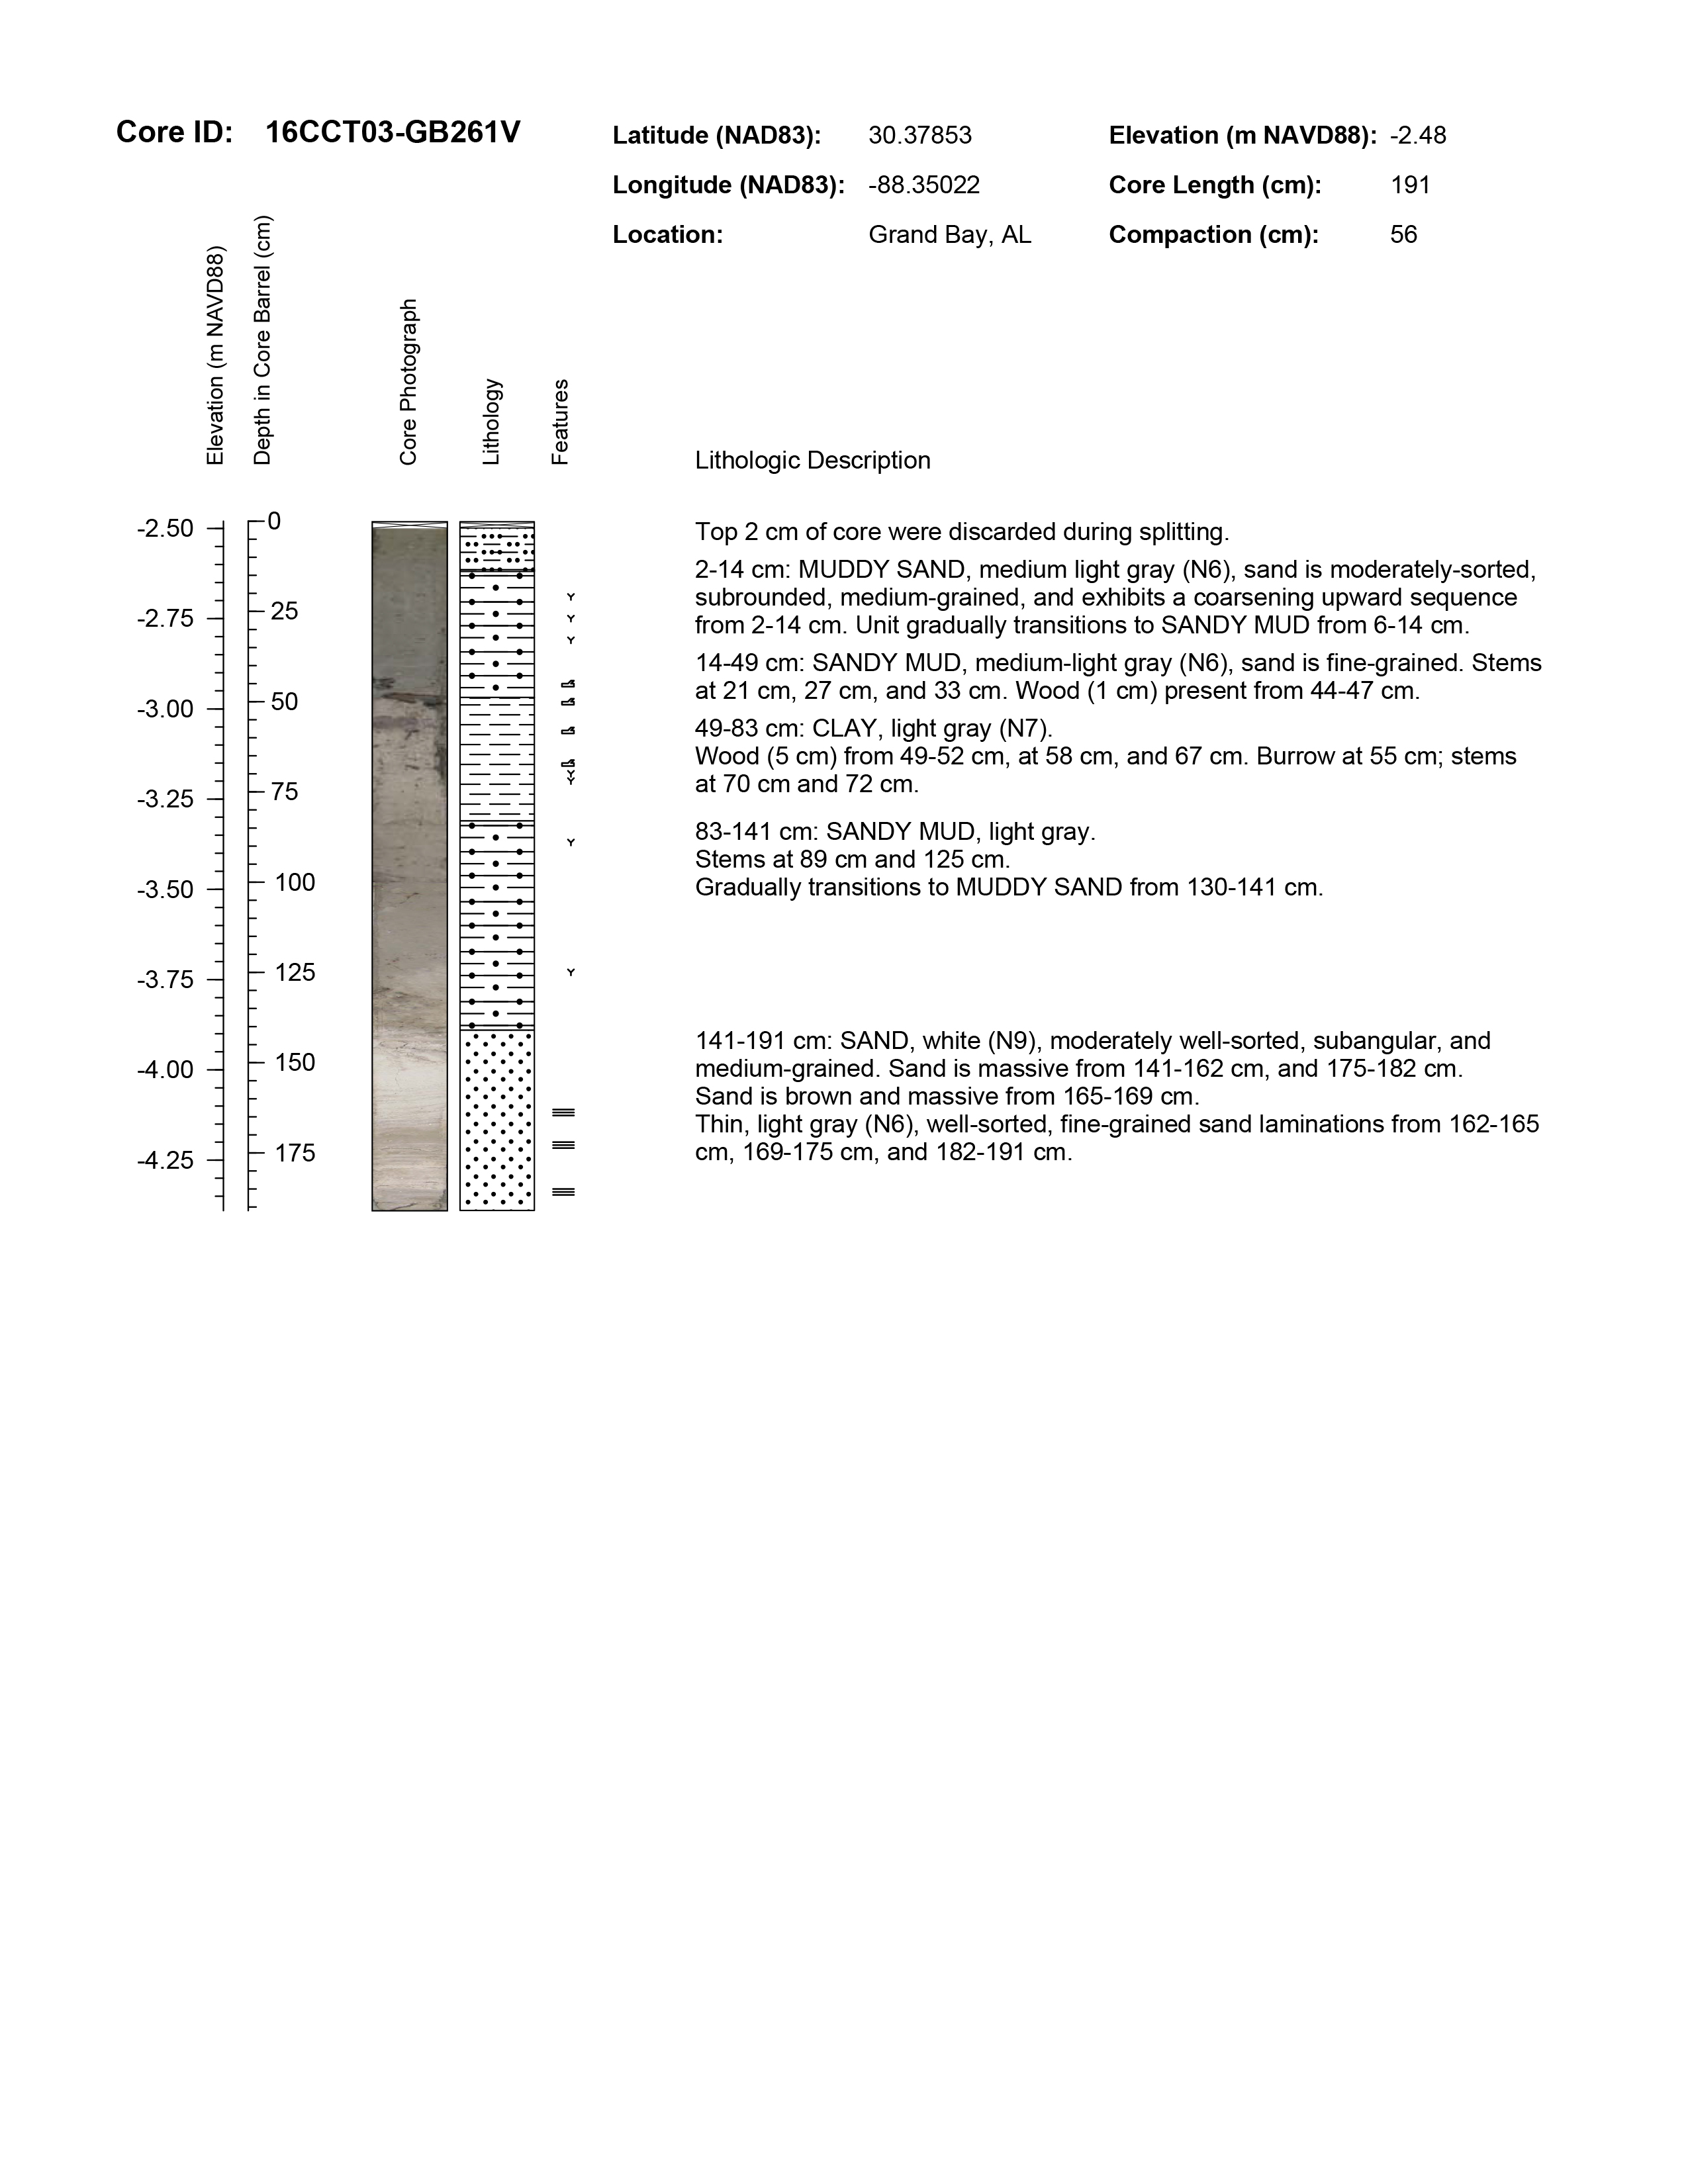 Core ID: 16CCT03-GB261V
Latitude (NAD83): 30.37853
Elevation (m NAVD88): -2.48
Longitude (NAD83): -88.35022
Core Length (cm): 191
Location: Grand Bay, AL
Compaction (cm): 56
Elevation (m NAVD88)
Depth in Core Barrel (cm)
Core Photograph
Lithology
Features
Lithologic Description
-2.50
-2.75
-3.00
-3.25
-3.50
-3.75
-4.00
-4.25
0
25
50
75
100
125
150
175
Top 2 cm of core were discarded during splitting.
2-14 cm: MUDDY SAND, medium light gray (N6), sand is moderately-sorted,
subrounded, medium-grained, and exhibits a coarsening upward sequence
from 2-14 cm. Unit gradually transitions to SANDY MUD from 6-14 cm.
14-49 cm: SANDY MUD, medium-light gray (N6), sand is fine-grained. Stems
at 21 cm, 27 cm, and 33 cm. Wood (1 cm) present from 44-47 cm.
49-83 cm: CLAY, light gray (N7).
Wood (5 cm) from 49-52 cm, at 58 cm, and 67 cm. Burrow at 55 cm; stems
at 70 cm and 72 cm.
83-141 cm: SANDY MUD, light gray.
Stems at 89 cm and 125 cm.
Gradually transitions to MUDDY SAND from 130-141 cm.
141-191 cm: SAND, white (N9), moderately well-sorted, subangular, and
medium-grained. Sand is massive from 141-162 cm, and 175-182 cm.
Sand is brown and massive from 165-169 cm.
Thin, light gray (N6), well-sorted, fine-grained sand laminations from 162-165
cm, 169-175 cm, and 182-191 cm.